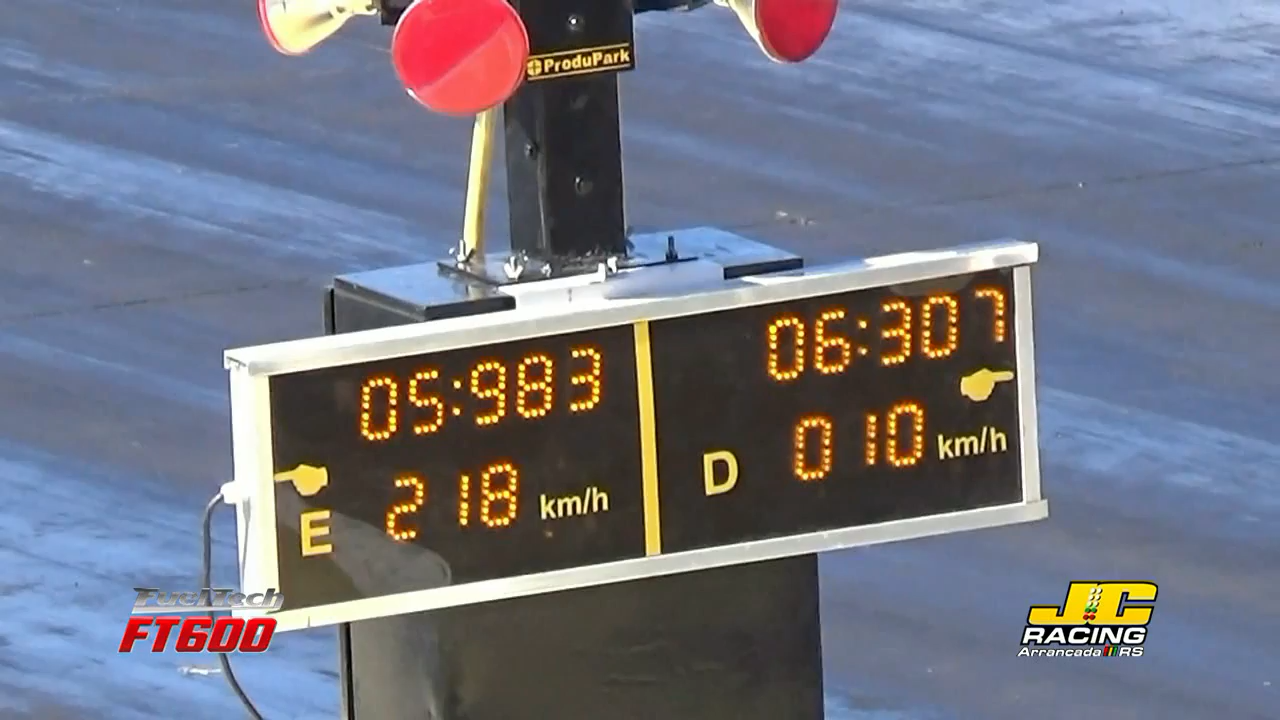 ProduPark
05:983
218 km/h
E
06:307
D 010 km/h
FuelTech
FT600
JC
RACING
Arrancada RS